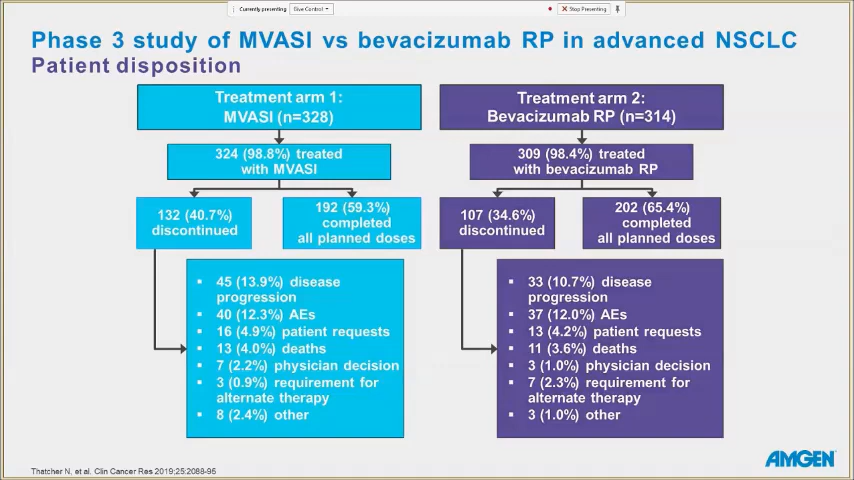 Currently presenting
Give Control
Stop Presenting
Phase 3 study of MVASI vs bevacizumab RP in advanced NSCLC
Patient disposition
Treatment arm 1:
MVASI (n=328)
324 (98.8%) treated
with MVASI
132 (40.7%)
discontinued
192 (59.3%)
completed
all planned doses
▪ 45 (13.9%) disease
progression
▪ 40 (12.3%) AEs
▪ 16 (4.9%) patient requests
▪ 13 (4.0%) deaths
▪ 7 (2.2%) physician decision
▪ 3 (0.9%) requirement for
alternate therapy
▪ 8 (2.4%) other
Treatment arm 2:
Bevacizumab RP (n=314)
309 (98.4%) treated
with bevacizumab RP
107 (34.6%)
discontinued
202 (65.4%)
completed
all planned doses
▪ 33 (10.7%) disease
progression
▪ 37 (12.0%) AEs
▪ 13 (4.2%) patient requests
▪ 11 (3.6%) deaths
▪ 3 (1.0%) physician decision
▪ 7 (2.3%) requirement for
alternate therapy
▪ 3 (1.0%) other
Thatcher N, et al. Clin Cancer Res 2019;25:2088-95
AMGEN